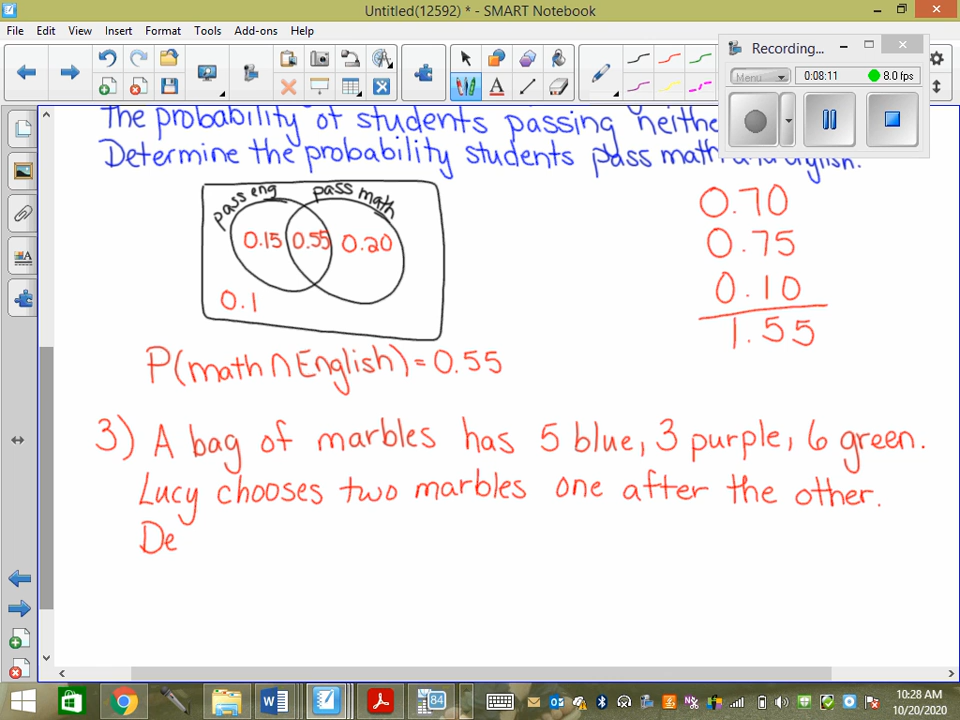 Untitled(12592) * - SMART Notebook
File Edit View Insert Format Tools Add-ons Help
Recording...
Menu 0:08:11 8.0 fps
The probability of students passing
Determine the probability students pass math
pass eng pass math
0.15 0.55 0.20
0.1
0.70
0.75
0.10
1.55
P(math∩English)=0.55
3) A bag of marbles has 5 blue, 3 purple, 6 green.
Lucy chooses two marbles one after the other.
De
84
10:28 AM
10/20/2020